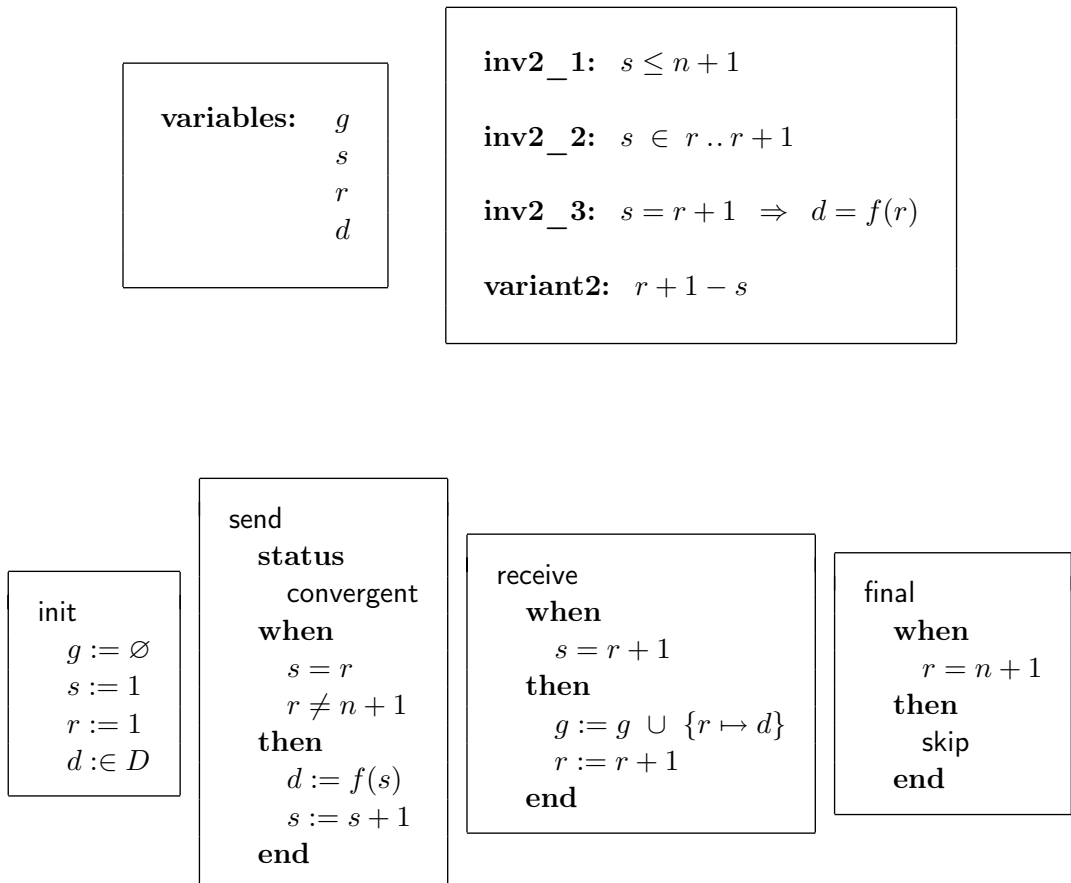 variables: g
s
r
d
inv2_1: s ≤ n + 1
inv2_2: s ∈ r .. r + 1
inv2_3: s = r + 1 ⇒ d = f(r)
variant2: r + 1 − s
init
g := ∅
s := 1
r := 1
d :∈ D
send
status
convergent
when
s = r
r ≠ n + 1
then
d := f(s)
s := s + 1
end
receive
when
s = r + 1
then
g := g ∪ {r ↦ d}
r := r + 1
end
final
when
r = n + 1
then
skip
end